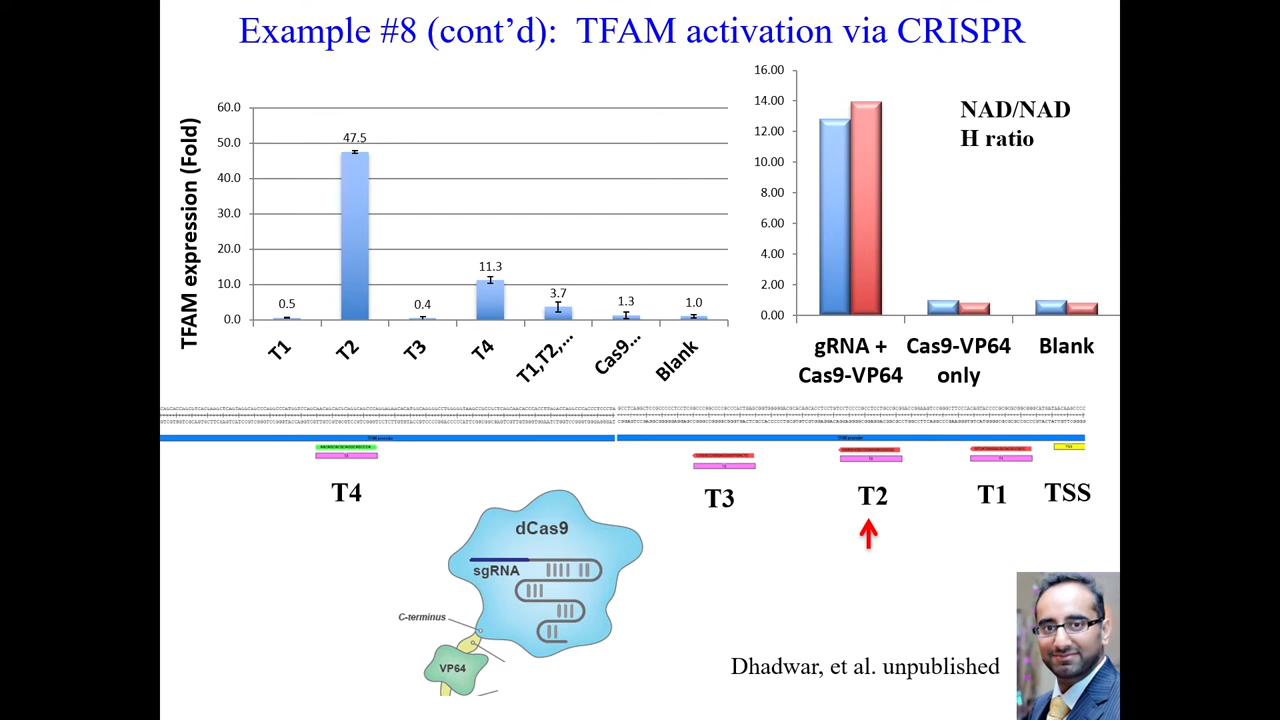 Example #8 (cont’d):  TFAM activation via CRISPR
TFAM expression (Fold)
60.0
50.0
40.0
30.0
20.0
10.0
0.0
0.5
47.5
0.4
11.3
3.7
1.3
1.0
T1
T2
T3
T4
T1,T2,...
Cas9...
Blank
16.00
14.00
12.00
10.00
8.00
6.00
4.00
2.00
0.00
NAD/NAD
H ratio
gRNA +
Cas9-VP64
Cas9-VP64
only
Blank
T4
T3
T2
T1
TSS
dCas9
sgRNA
C-terminus
VP64
Dhadwar, et al. unpublished